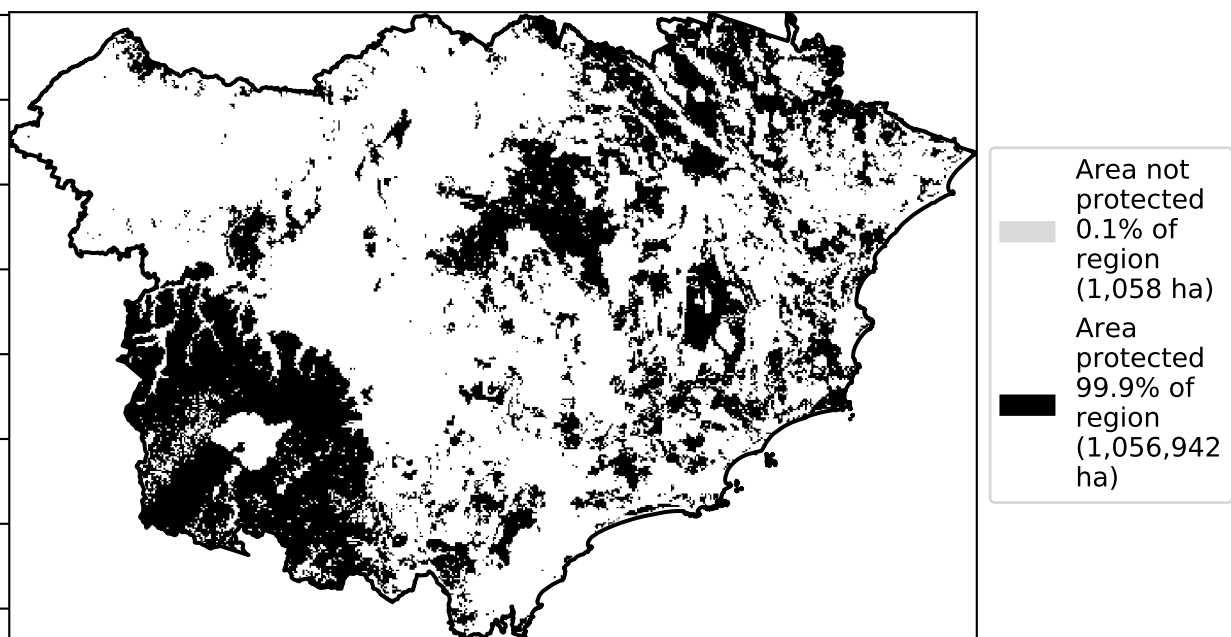 Area not
protected
0.1% of
region
(1,058 ha)
Area
protected
99.9% of
region
(1,056,942
ha)